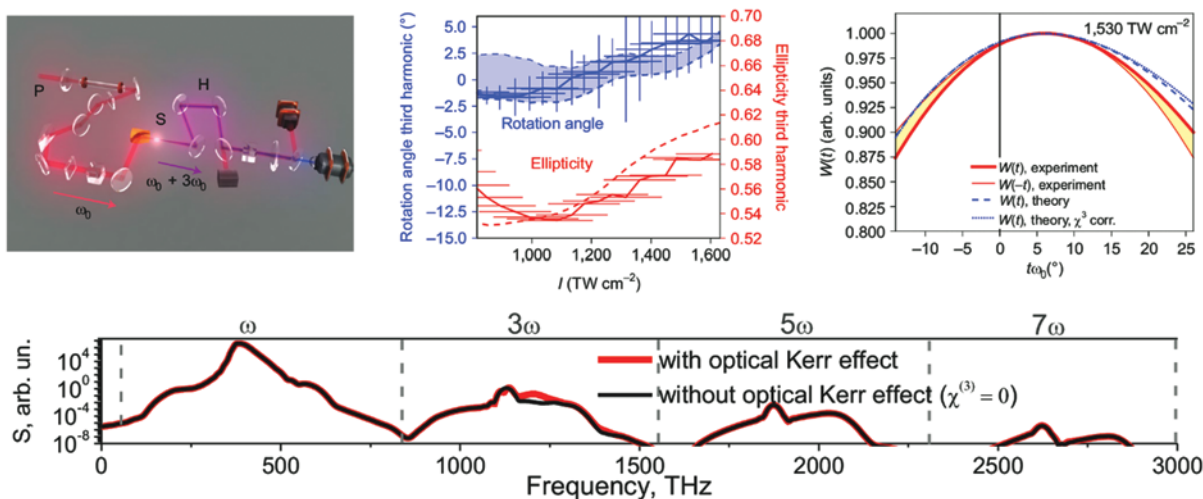 P
S
H
ω₀ + 3ω₀
ω₀
Rotation angle third harmonic (°)
5.0
2.5
0
−2.5
−5.0
−7.5
−10.0
−12.5
−15.0
Rotation angle
Ellipticity
0.70
0.68
0.66
0.64
0.62
0.60
0.58
0.56
0.54
0.52
Ellipticity third harmonic
1,000 1,200 1,400 1,600
I (TW cm⁻²)
W(t) (arb. units)
1.000
0.975
0.950
0.925
0.900
0.875
0.850
0.825
0.800
1,530 TW cm⁻²
W(t), experiment
W(−t), experiment
W(t), theory
W(t), theory, χ³ corr.
−10 −5 0 5 10 15 20 25
tω₀(°)
ω 3ω 5ω 7ω
S, arb. un.
10⁴
10⁰
10⁻⁴
10⁻⁸
with optical Kerr effect
without optical Kerr effect (χ⁽³⁾ = 0)
0 500 1000 1500 2000 2500 3000
Frequency, THz